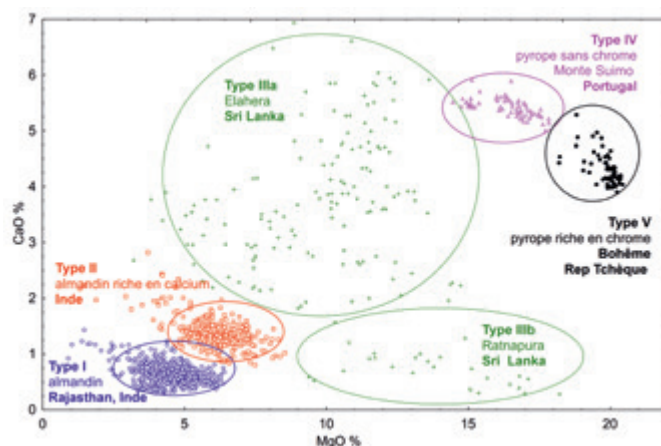 7
6
5
4
3
2
1
0
CaO %
0
5
10
15
20
MgO %
Type IIIa
Elahera
Sri Lanka
Type IV
pyrope sans chrome
Monte Suimo
Portugal
Type V
pyrope riche en chrome
Bohême
Rep Tchèque
Type II
almandin riche en calcium
Inde
Type I
almandin
Rajasthan, Inde
Type IIIb
Ratnapura
Sri Lanka